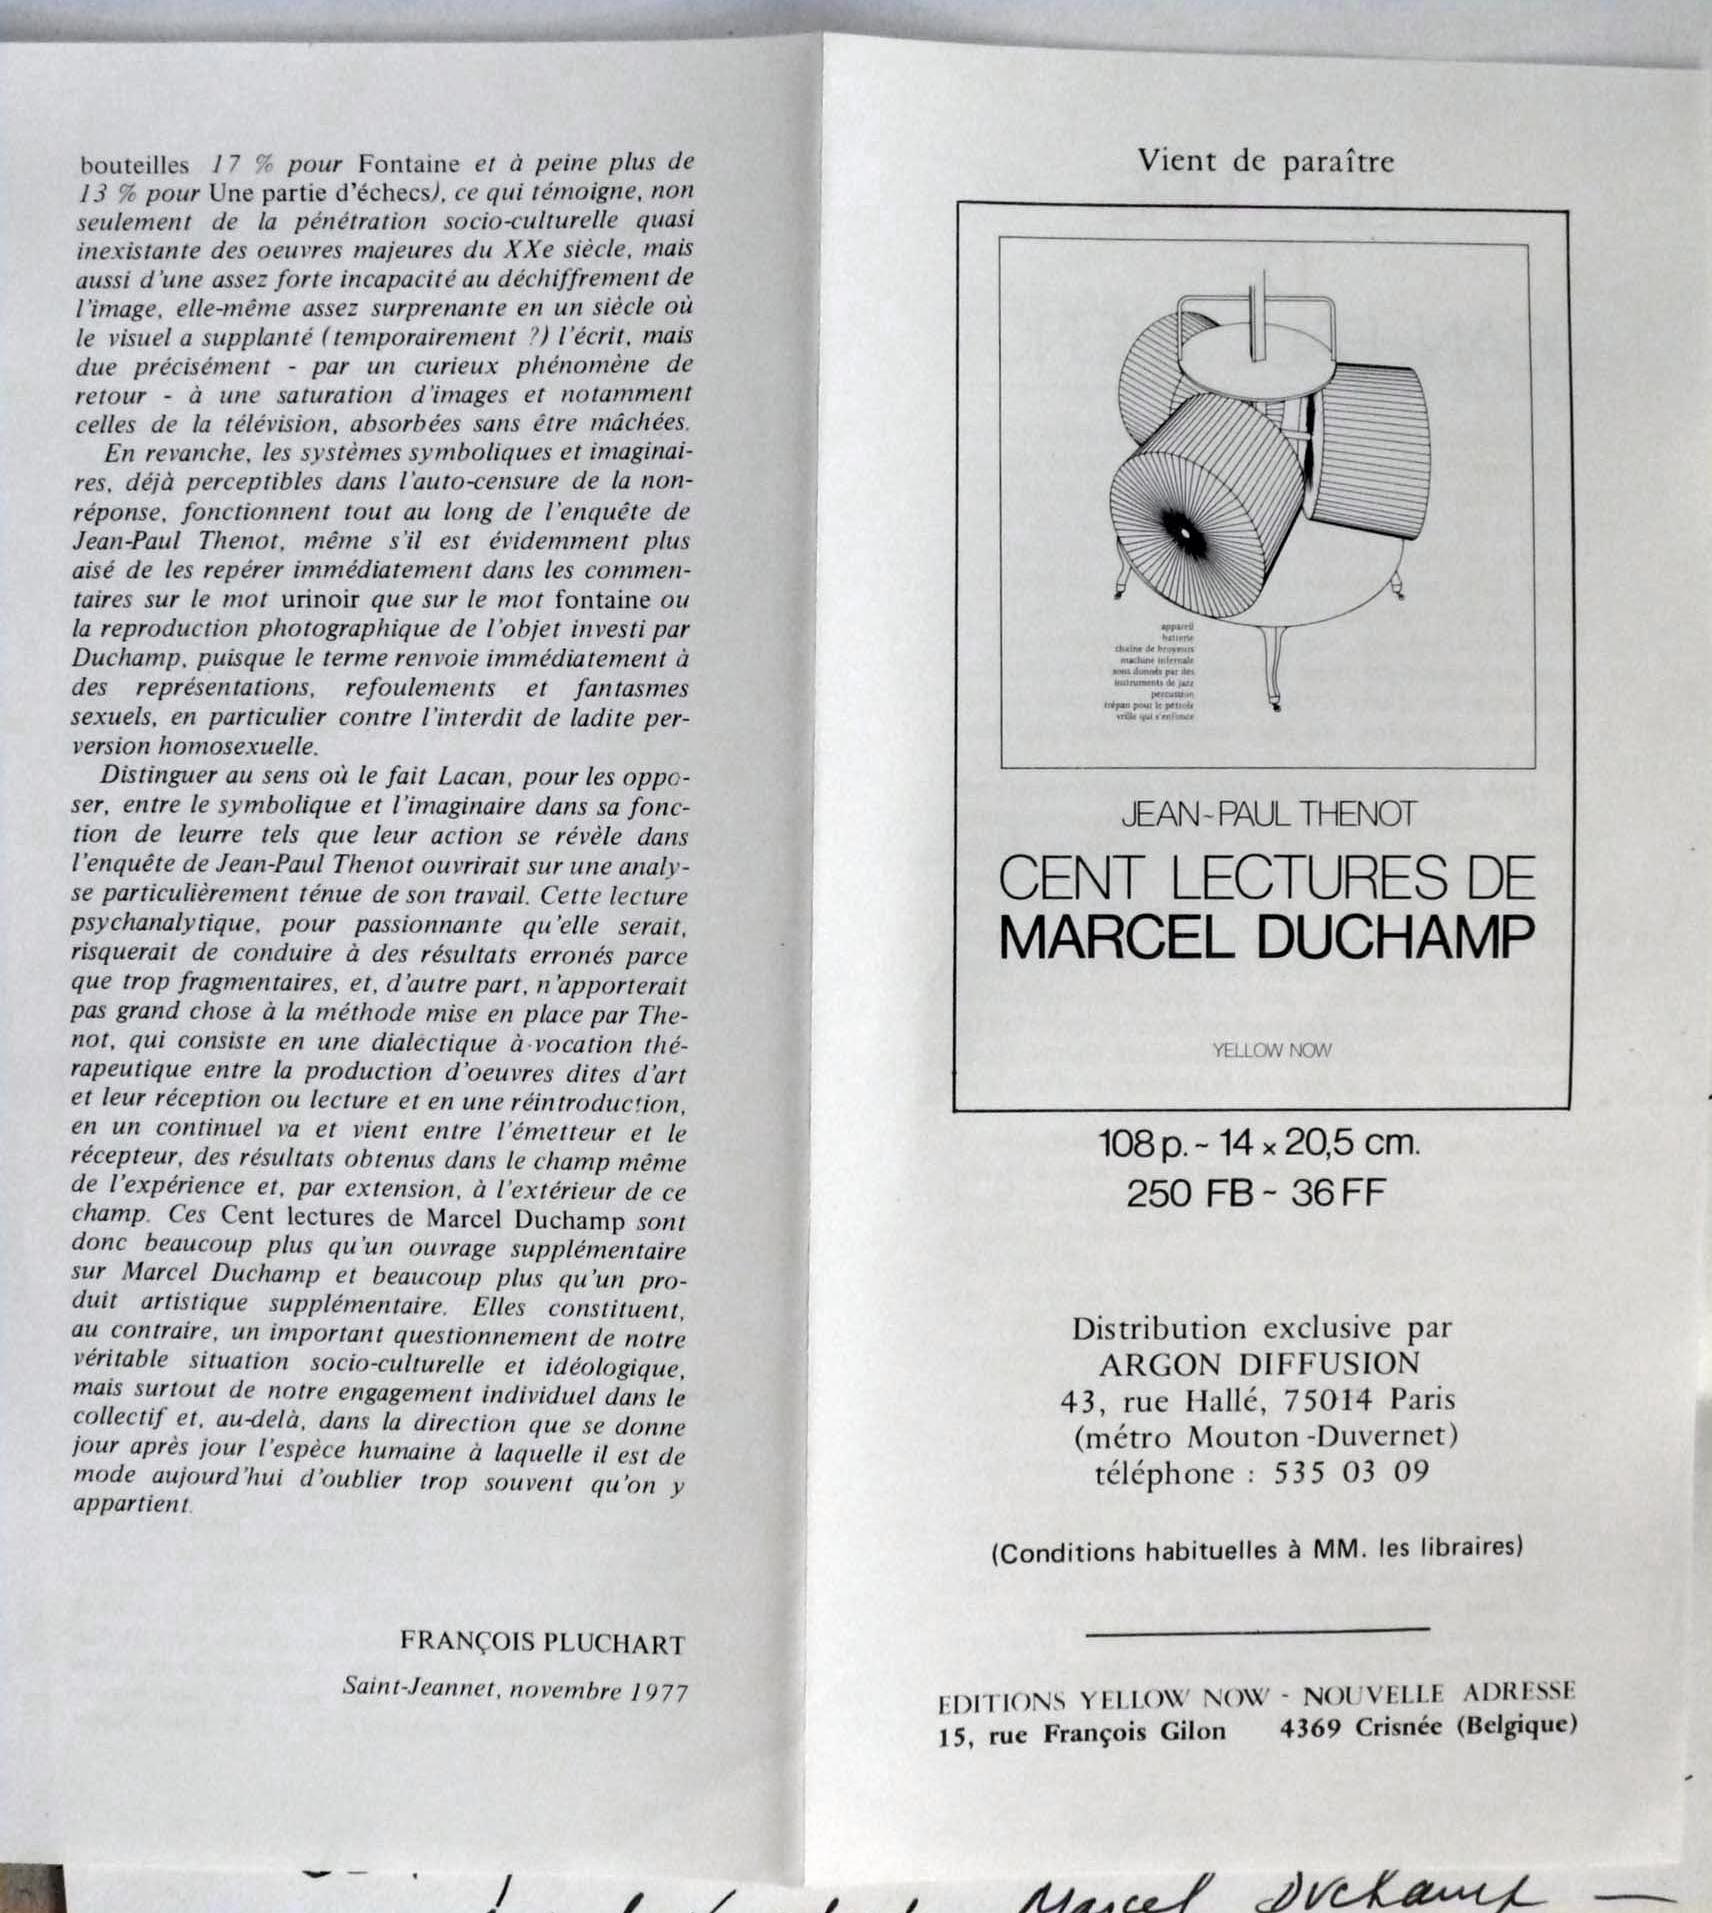 bouteilles 17 % pour Fontaine et à peine plus de
13 % pour Une partie d'échecs), ce qui témoigne, non
seulement de la pénétration socio-culturelle quasi
inexistante des oeuvres majeures du XXe siècle, mais
aussi d'une assez forte incapacité au déchiffrement de
l'image, elle-même assez surprenante en un siècle où
le visuel a supplanté (temporairement ?) l'écrit, mais
due précisément - par un curieux phénomène de
retour - à une saturation d'images et notamment
celles de la télévision, absorbées sans être mâchées.
En revanche, les systèmes symboliques et imaginai-
res, déjà perceptibles dans l'auto-censure de la non-
réponse, fonctionnent tout au long de l'enquête de
Jean-Paul Thenot, même s'il est évidemment plus
aisé de les repérer immédiatement dans les commen-
taires sur le mot urinoir que sur le mot fontaine ou
la reproduction photographique de l'objet investi par
Duchamp, puisque le terme renvoie immédiatement à
des représentations, refoulements et fantasmes
sexuels, en particulier contre l'interdit de ladite per-
version homosexuelle.
Distinguer au sens où le fait Lacan, pour les oppo-
ser, entre le symbolique et l'imaginaire dans sa fonc-
tion de leurre tels que leur action se révèle dans
l'enquête de Jean-Paul Thenot ouvrirait sur une analy-
se particulièrement ténue de son travail. Cette lecture
psychanalytique, pour passionnante qu'elle serait,
risquerait de conduire à des résultats erronés parce
que trop fragmentaires, et, d'autre part, n'apporterait
pas grand chose à la méthode mise en place par The-
not, qui consiste en une dialectique à vocation thé-
rapeutique entre la production d'oeuvres dites d'art
et leur réception ou lecture et en une réintroduction,
en un continuel va et vient entre l'émetteur et le
récepteur, des résultats obtenus dans le champ même
de l'expérience et, par extension, à l'extérieur de ce
champ. Ces Cent lectures de Marcel Duchamp sont
donc beaucoup plus qu'un ouvrage supplémentaire
sur Marcel Duchamp et beaucoup plus qu'un pro-
duit artistique supplémentaire. Elles constituent,
au contraire, un important questionnement de notre
véritable situation socio-culturelle et idéologique,
mais surtout de notre engagement individuel dans le
collectif et, au-delà, dans la direction que se donne
jour après jour l'espèce humaine à laquelle il est de
mode aujourd'hui d'oublier trop souvent qu'on y
appartient.
FRANÇOIS PLUCHART
Saint-Jeannet, novembre 1977
Vient de paraître
appareil
batterie
chaîne de broyeurs
machine infernale
sons donnés par des
instruments de jazz
percussion
trépan pour le pétrole
vrille qui s'enfonce
JEAN-PAUL THENOT
CENT LECTURES DE
MARCEL DUCHAMP
YELLOW NOW
108 p. - 14 x 20,5 cm.
250 FB - 36 FF
Distribution exclusive par
ARGON DIFFUSION
43, rue Hallé, 75014 Paris
(métro Mouton-Duvernet)
téléphone : 535 03 09
(Conditions habituelles à MM. les libraires)
EDITIONS YELLOW NOW - NOUVELLE ADRESSE
15, rue François Gilon 4369 Crisnée (Belgique)
Marcel Duchamp —